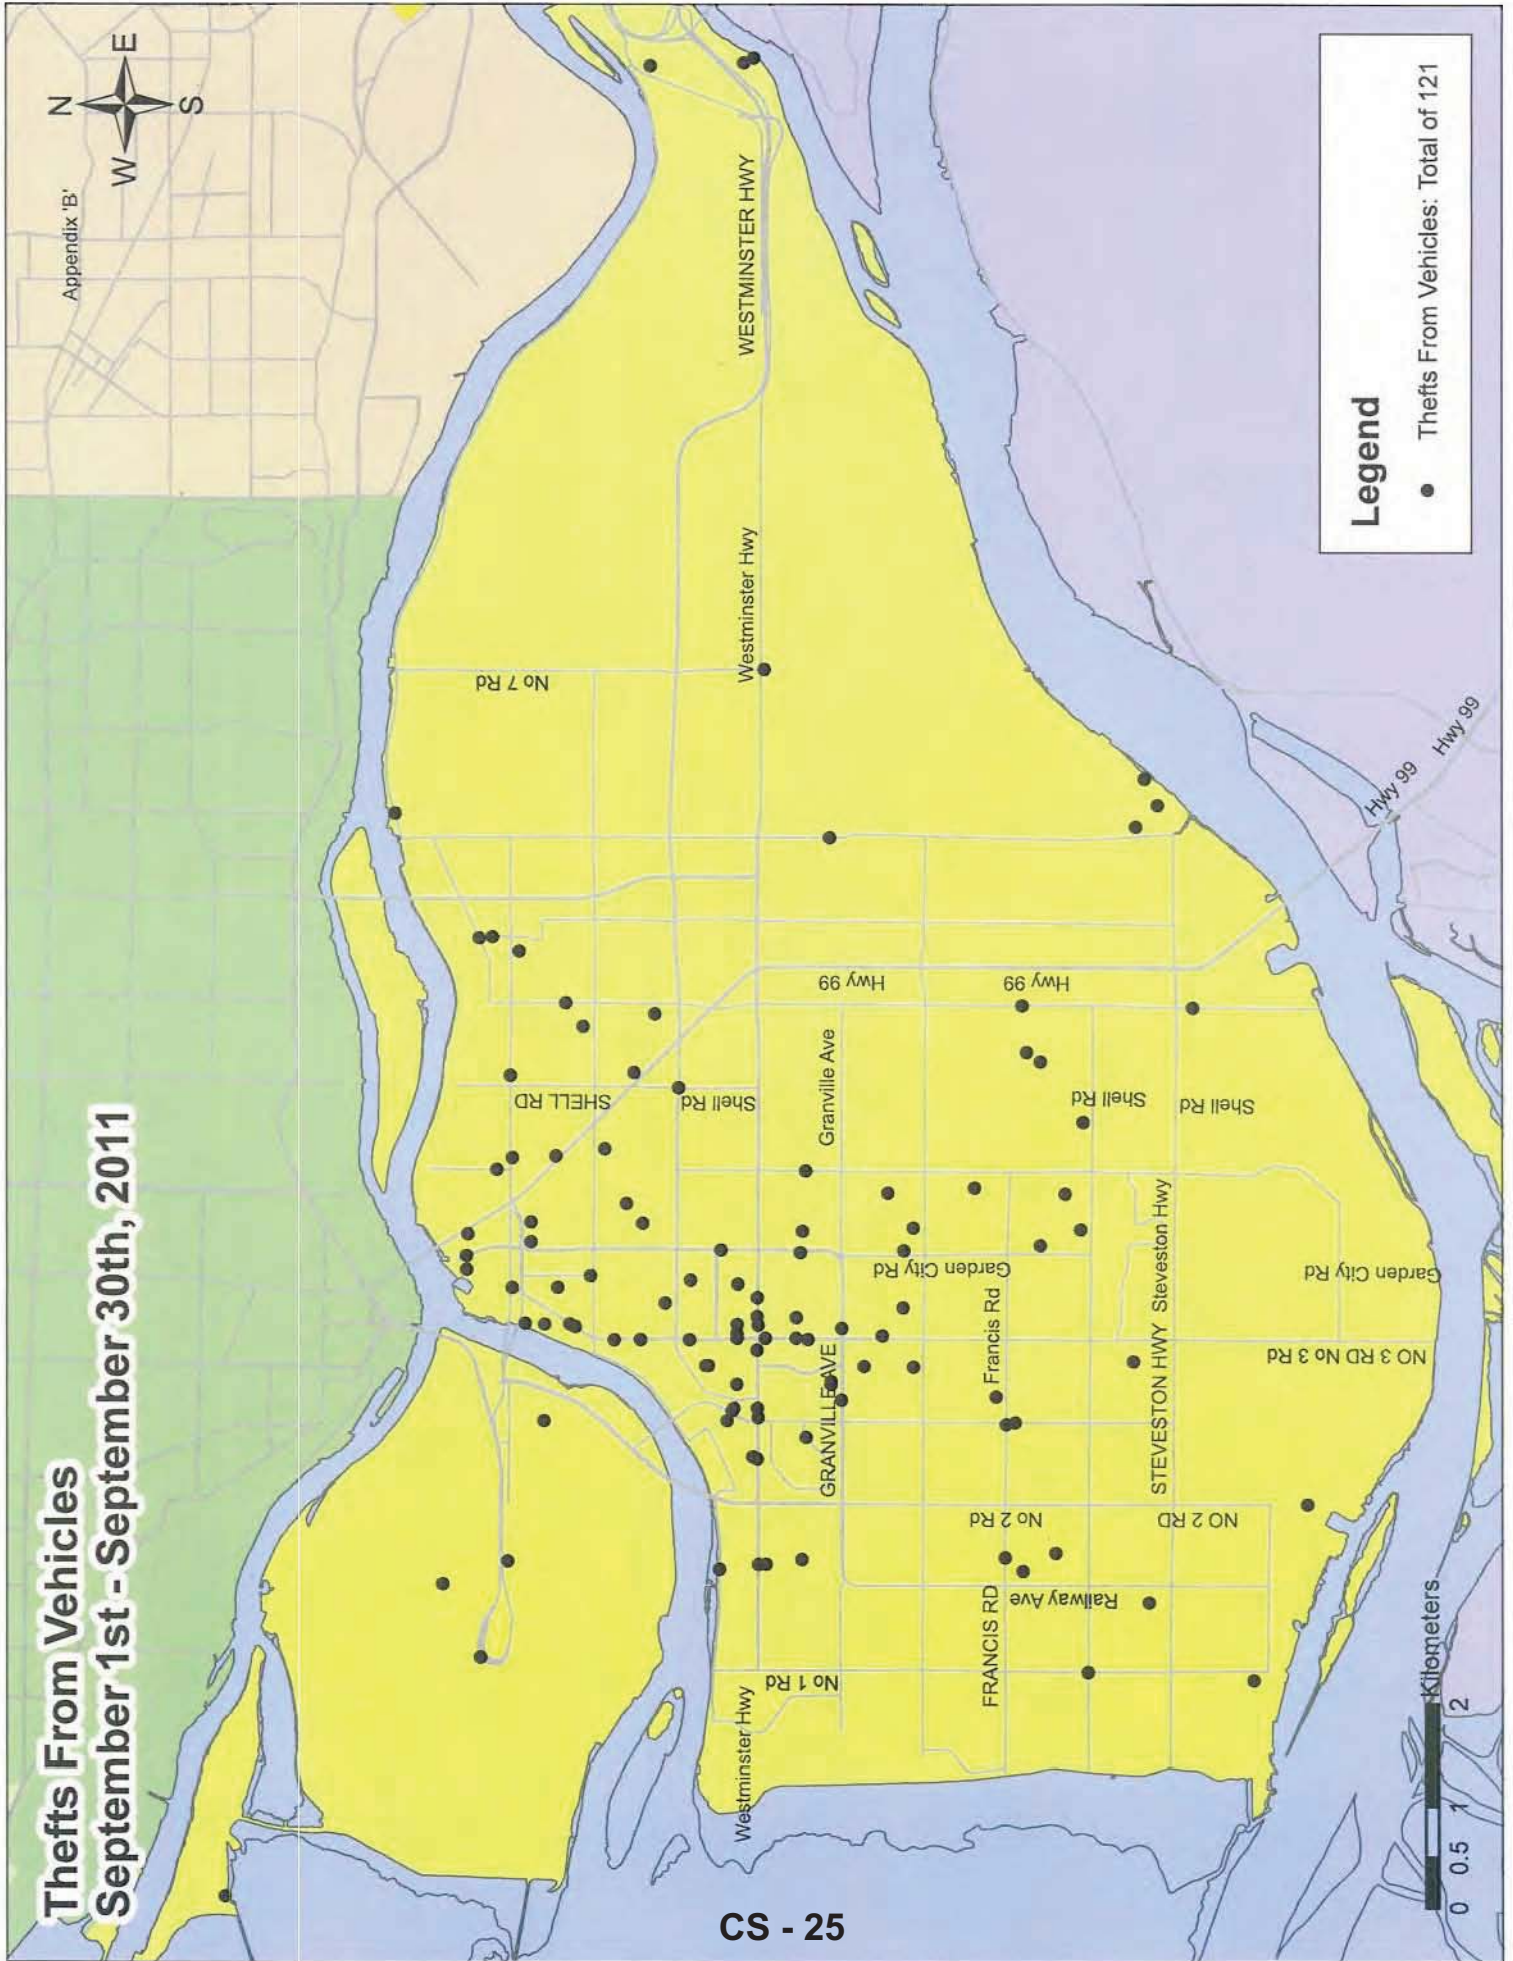 Thefts From Vehicles
September 1st - September 30th, 2011
Appendix 'B'
N
W
E
S
No 7 Rd
Westminster Hwy
WESTMINSTER HWY
SHELL RD
Shell Rd
Granville Ave
Hwy 99
Hwy 99
Shell Rd
Shell Rd
Garden City Rd
Garden City Rd
GRANVILLE AVE
Francis Rd
STEVESTON HWY
Steveston Hwy
NO 3 RD
No 3 Rd
No 2 Rd
NO 2 RD
FRANCIS RD
Railway Ave
No 1 Rd
Westminster Hwy
Hwy 99
Hwy 99
Legend
Thefts From Vehicles: Total of 121
Kilometers
0 0.5 1 2
CS - 25